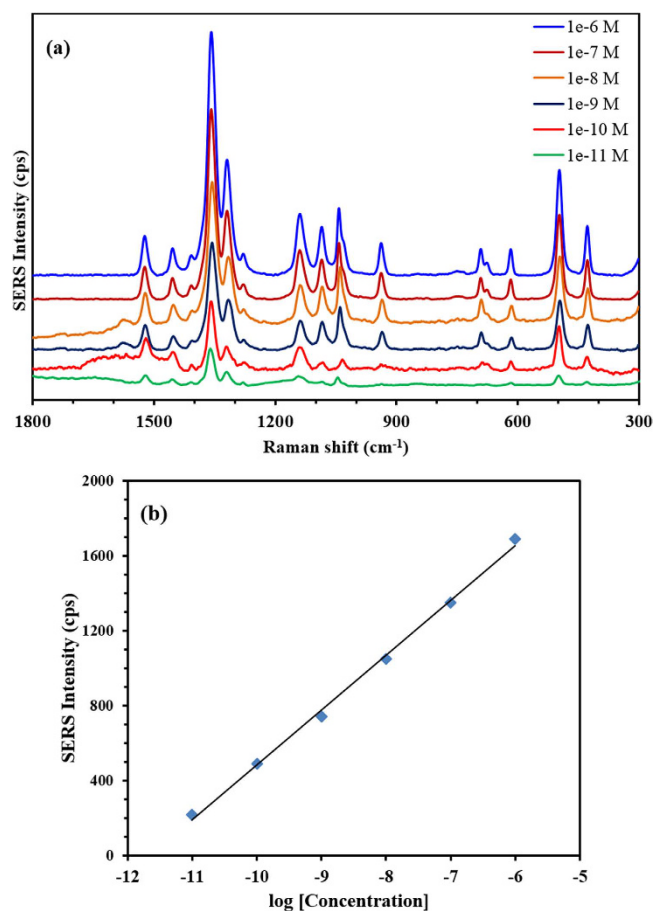 (a)
1e-6 M
1e-7 M
1e-8 M
1e-9 M
1e-10 M
1e-11 M
SERS Intensity (cps)
1800 1500 1200 900 600 300
Raman shift (cm⁻¹)
(b)
2000
1600
1200
800
400
0
SERS Intensity (cps)
-12 -11 -10 -9 -8 -7 -6 -5
log [Concentration]